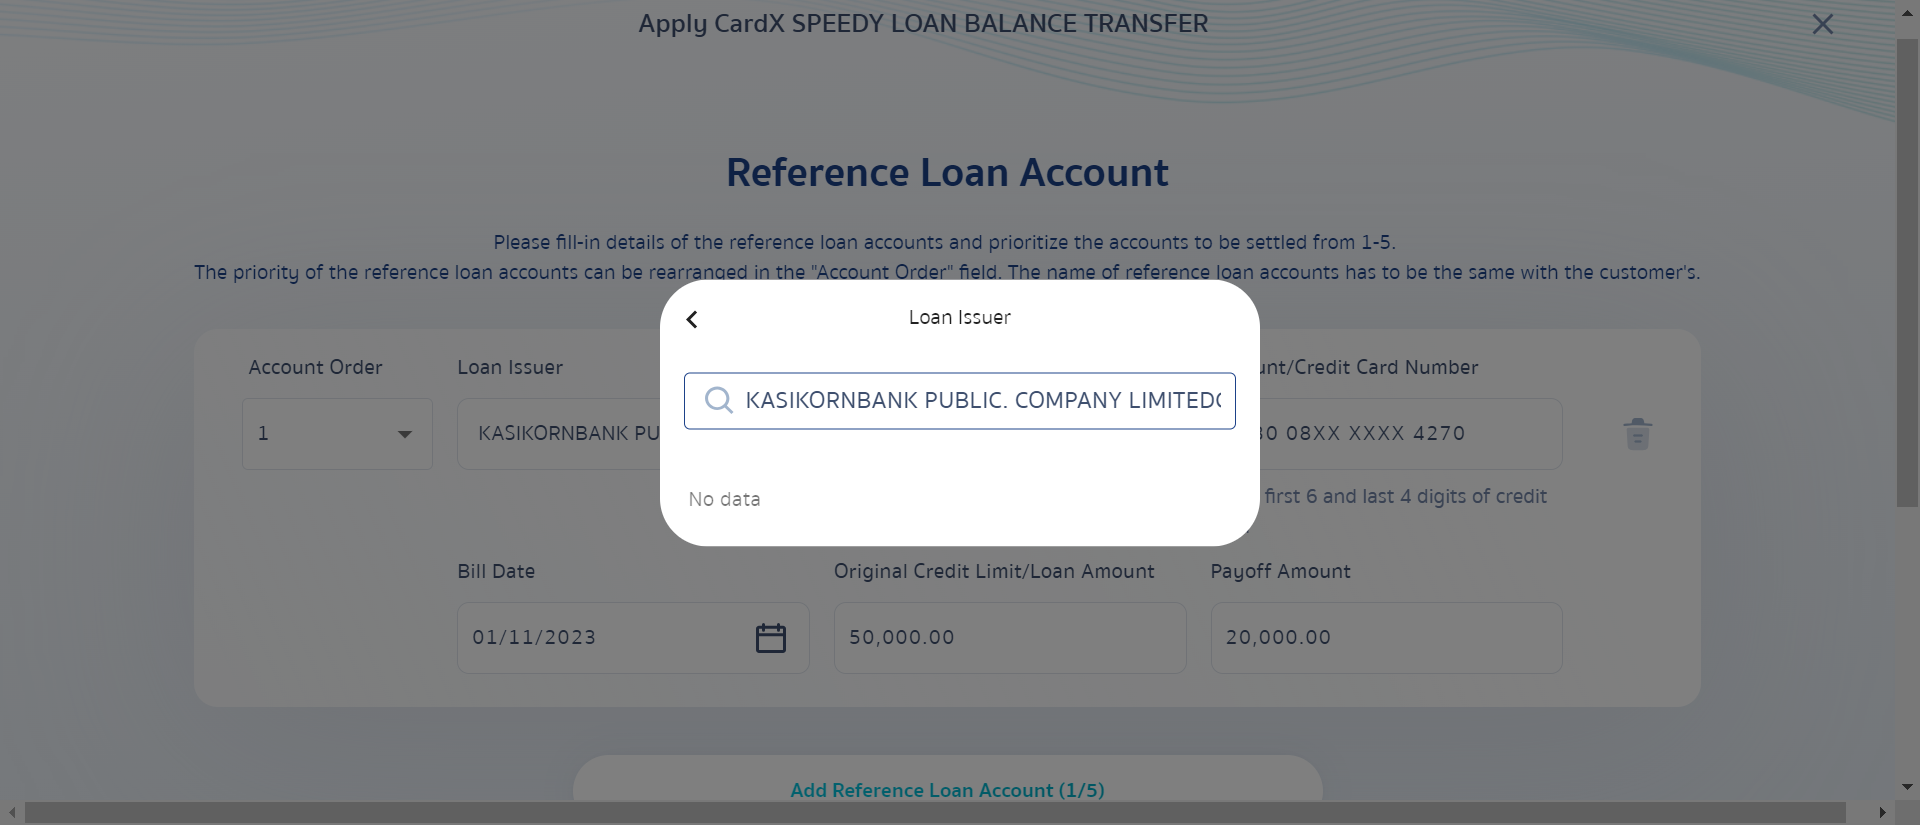 Apply CardX SPEEDY LOAN BALANCE TRANSFER
Reference Loan Account
Please fill-in details of the reference loan accounts and prioritize the accounts to be settled from 1-5.
The priority of the reference loan accounts can be rearranged in the "Account Order" field. The name of reference loan accounts has to be the same with the customer's.
Loan Issuer
KASIKORNBANK PUBLIC. COMPANY LIMITED
No data
Account Order
Loan Issuer
Credit Card Number
1
KASIKORNBANK PU
08XX XXXX 4270
first 6 and last 4 digits of credit
Bill Date
Original Credit Limit/Loan Amount
Payoff Amount
01/11/2023
50,000.00
20,000.00
Add Reference Loan Account (1/5)